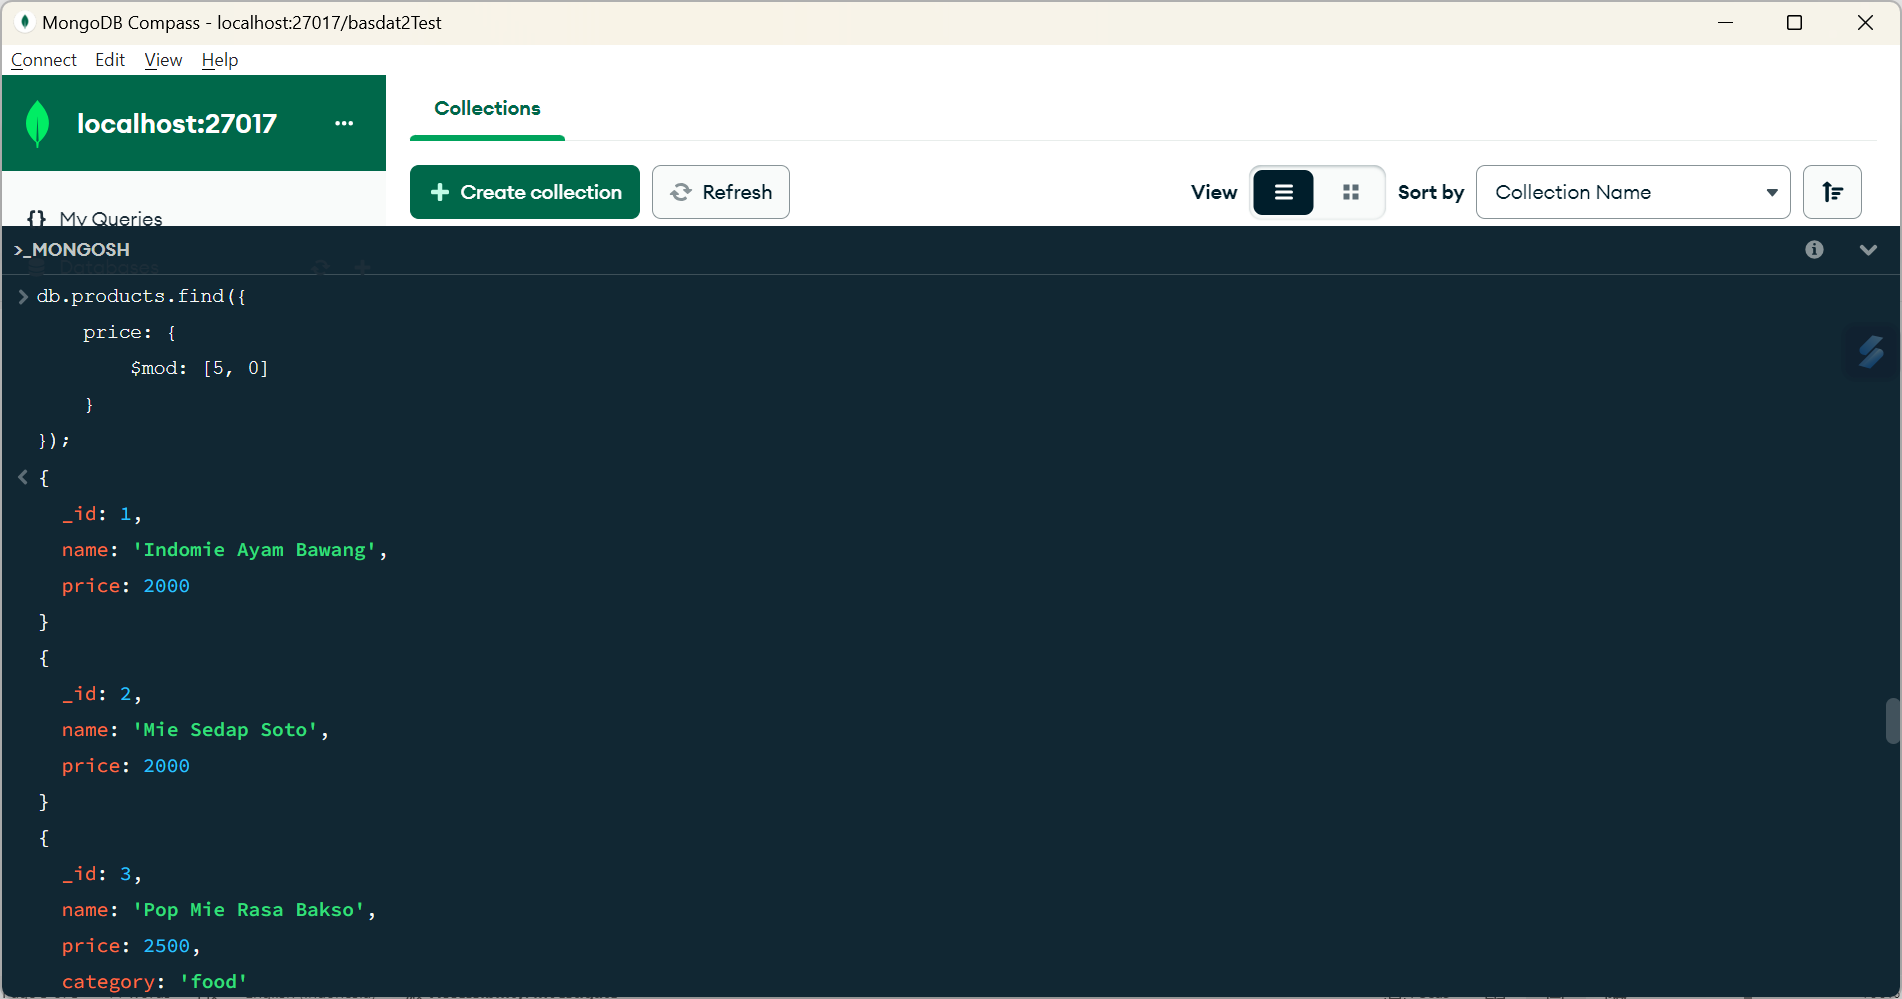 MongoDB Compass - localhost:27017/basdat2Test
Connect Edit View Help
localhost:27017 ...
Collections
+ Create collection Refresh View Sort by Collection Name
{} My Queries
>_MONGOSH
Databases
> db.products.find({
price: {
$mod: [5, 0]
}
});
< {
_id: 1,
name: 'Indomie Ayam Bawang',
price: 2000
}
{
_id: 2,
name: 'Mie Sedap Soto',
price: 2000
}
{
_id: 3,
name: 'Pop Mie Rasa Bakso',
price: 2500,
category: 'food'